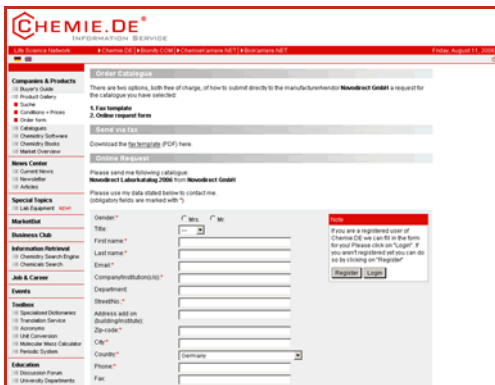 CHEMIE.DE®
INFORMATION SERVICE
Life Science Network: Chemie.DE | Bionity.COM | ChemieKarriere.NET | BioKarriere.NET Friday, August 11, 2006
Companies & Products
Buyer's Guide
Product Gallery
Suche
Conditions + Prices
Order form
Catalogues
Chemistry Software
Chemistry Books
Market Overview
News Center
Current News
Newsletter
Articles
Special Topics
Lab Equipment NEW!
MarketBot
Business Club
Information Retrieval
Chemistry Search Engine
Chemicals Search
Job & Career
Events
Toolbox
Specialised Dictionaries
Translation Service
Acronyms
Unit Conversion
Molecular Mass Calculator
Periodic System
Education
Discussion Forum
University Departments
Order Catalogue
There are two options, both free of charge, of how to submit directly to the manufacturer/vendor Novodirect GmbH a request for
the catalogue you have selected:
1. Fax template
2. Online request form
Send via fax
Download the fax template (PDF) here.
Online Request
Please send me following catalogue:
Novodirect Laborkatalog 2006 from Novodirect GmbH
Please use my data stated below to contact me.
(obligatory fields are marked with *)
Gender:* Mrs. Mr.
Title: --
First name:*
Last name:*
Email:*
Company/Institution(s/o):*
Department:
Street/No.:*
Address add on
(building/institute):
Zip-code:*
City:*
Country:* Germany
Phone:*
Fax:
Note
If you are a registered user of
Chemie.DE we can fill in the form
for you! Please click on "Login". If
you aren't registered yet you can do
so by clicking on "Register"
Register Login